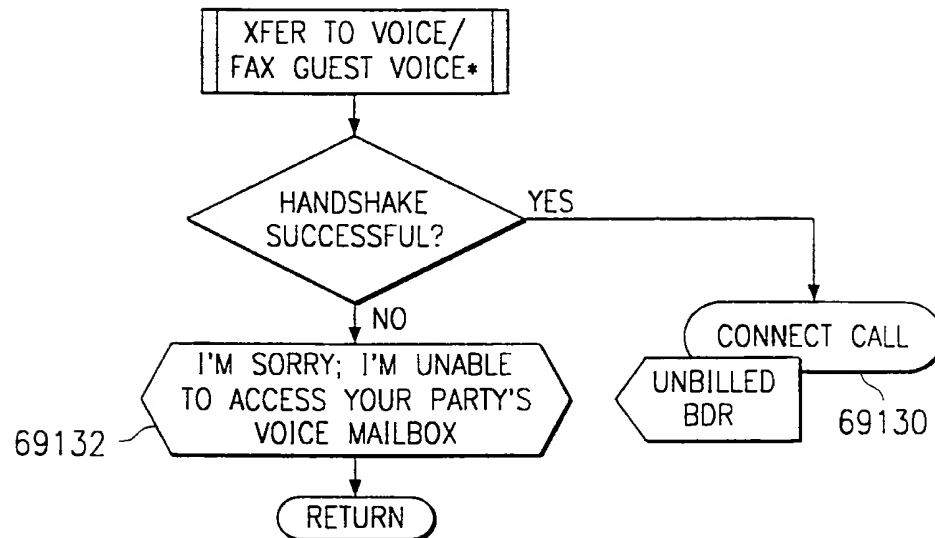 XFER TO VOICE/
FAX GUEST VOICE*
HANDSHAKE
SUCCESSFUL?
YES
NO
CONNECT CALL
UNBILLED
BDR
69130
I'M SORRY; I'M UNABLE
TO ACCESS YOUR PARTY'S
VOICE MAILBOX
69132
RETURN